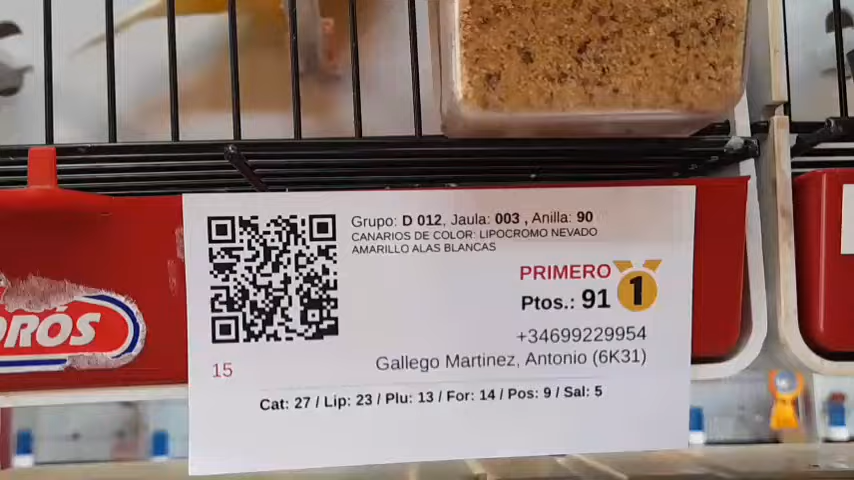 Grupo: D 012, Jaula: 003 , Anilla: 90
CANARIOS DE COLOR: LIPOCROMO NEVADO
AMARILLO ALAS BLANCAS
PRIMERO
Ptos.: 91
1
+34699229954
15
Gallego Martinez, Antonio (6K31)
Cat: 27 / Lip: 23 / Plu: 13 / For: 14 / Pos: 9 / Sal: 5